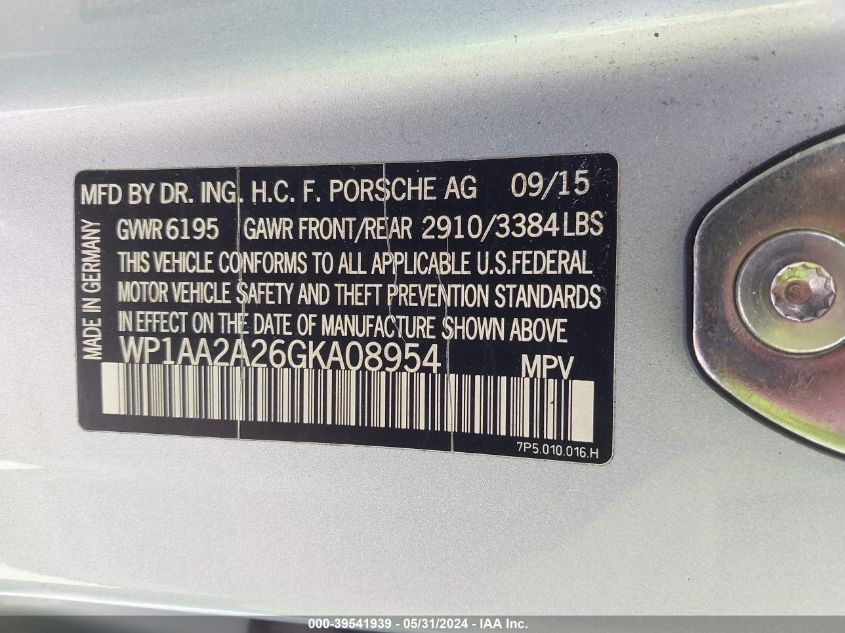 MFD BY DR. ING. H.C. F. PORSCHE AG 09/15
GVWR 6195 GAWR FRONT/REAR 2910/3384 LBS
THIS VEHICLE CONFORMS TO ALL APPLICABLE U.S.FEDERAL
MOTOR VEHICLE SAFETY AND THEFT PREVENTION STANDARDS
IN EFFECT ON THE DATE OF MANUFACTURE SHOWN ABOVE
WP1AA2A26GKA08954 MPV
7P5.010.016.H
MADE IN GERMANY
000-39541939 - 05/31/2024 - IAA Inc.